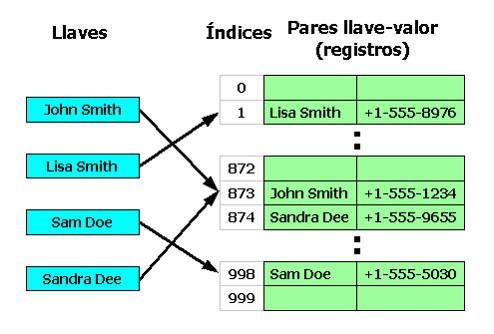 Llaves
Índices
Pares llave-valor
(registros)
John Smith
Lisa Smith
Sam Doe
Sandra Dee
0
1 Lisa Smith +1-555-8976
872
873 John Smith +1-555-1234
874 Sandra Dee +1-555-9655
998 Sam Doe +1-555-5030
999